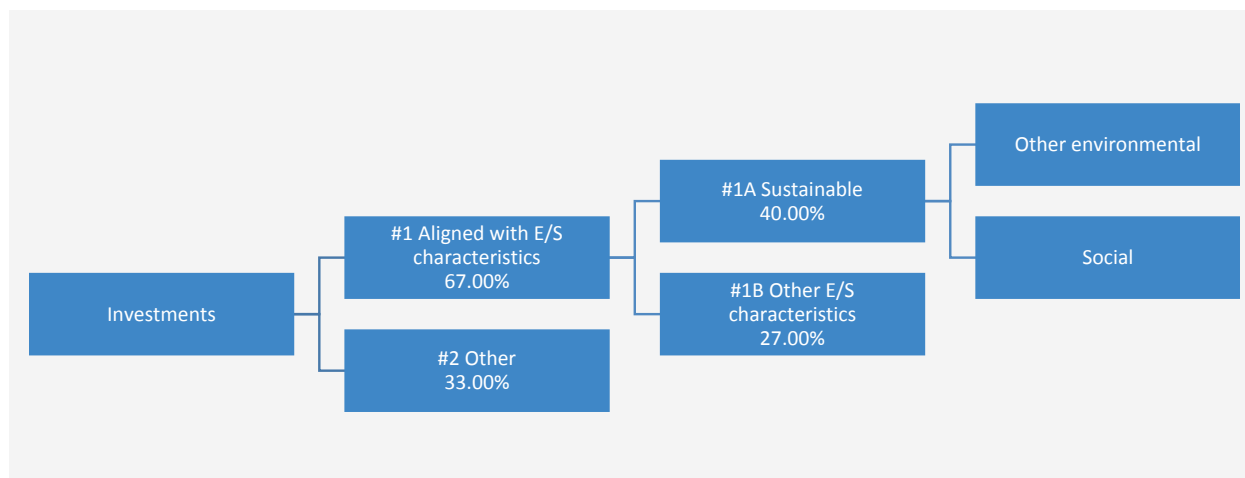 Investments
#1 Aligned with E/S
characteristics
67.00%
#2 Other
33.00%
#1A Sustainable
40.00%
#1B Other E/S
characteristics
27.00%
Other environmental
Social